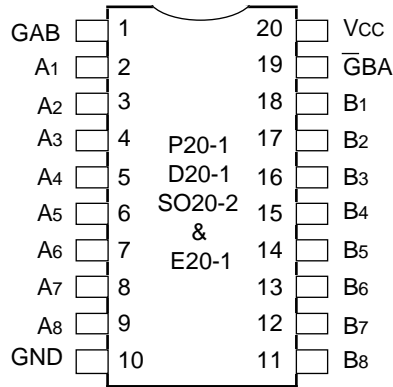 GAB 1 20 VCC
A1 2 19 G̅BA
A2 3 18 B1
A3 4 17 B2
P20-1
A4 5 16 B3
D20-1
A5 6 SO20-2 15 B4
&
A6 7 14 B5
E20-1
A7 8 13 B6
A8 9 12 B7
GND 10 11 B8